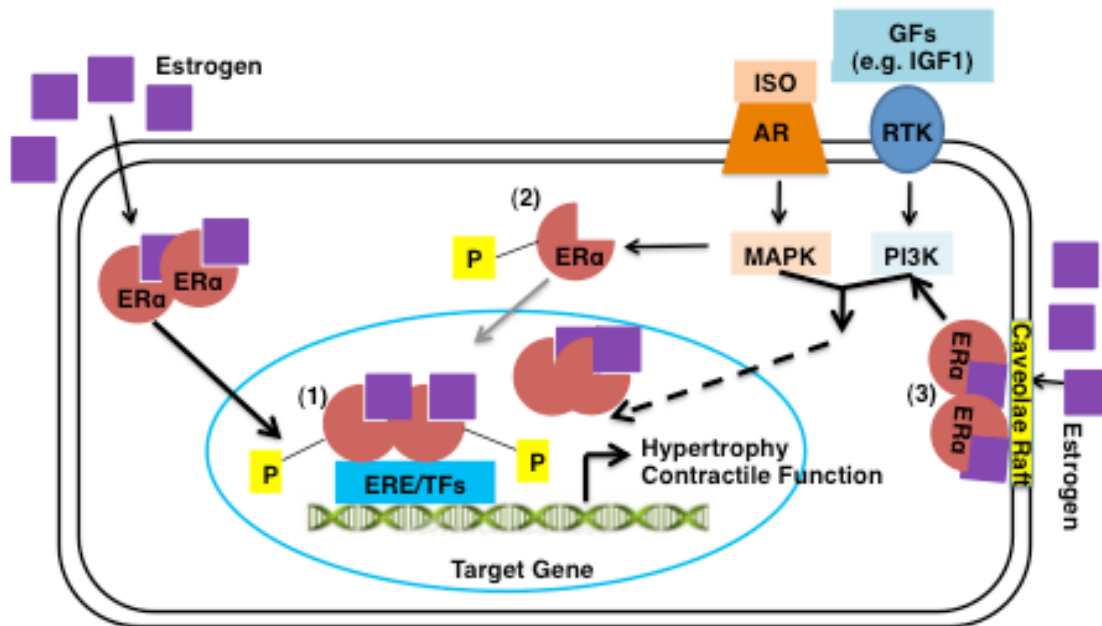 Estrogen
GFs
(e.g. IGF1)
ISO
AR
RTK
(2)
P
ERα
MAPK
PI3K
ERα
ERα
(1)
P
P
ERE/TFs
Hypertrophy
Contractile Function
Target Gene
(3)
ERα
ERα
Caveolae Raft
Estrogen